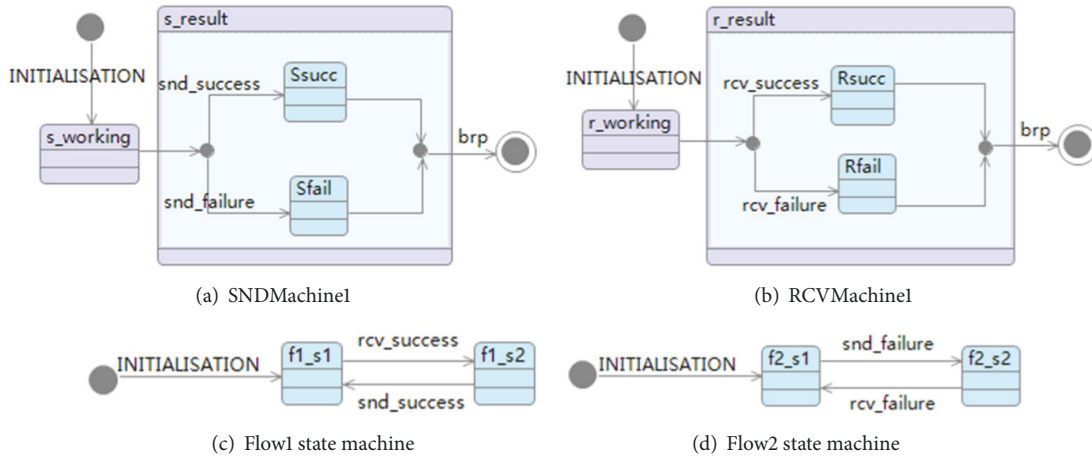 s_result
INITIALISATION
snd_success
Ssucc
s_working
brp
snd_failure
Sfail
(a) SNDMachine1
r_result
INITIALISATION
rcv_success
Rsucc
r_working
brp
rcv_failure
Rfail
(b) RCVMachine1
INITIALISATION
f1_s1
rcv_success
f1_s2
snd_success
(c) Flow1 state machine
INITIALISATION
f2_s1
snd_failure
f2_s2
rcv_failure
(d) Flow2 state machine